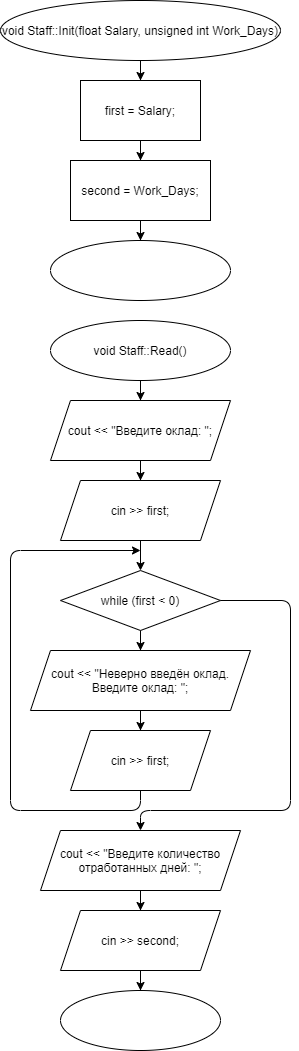 void Staff::Init(float Salary, unsigned int Work_Days)
first = Salary;
second = Work_Days;
void Staff::Read()
cout << "Введите оклад: ";
cin >> first;
while (first < 0)
cout << "Неверно введён оклад.
Введите оклад: ";
cin >> first;
cout << "Введите количество
отработанных дней: ";
cin >> second;